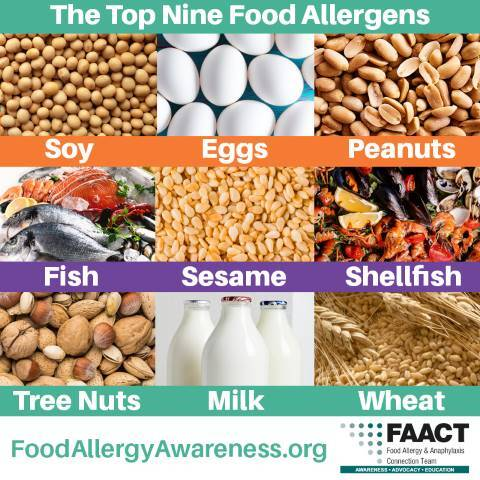 The Top Nine Food Allergens
Soy Eggs Peanuts
Fish Sesame Shellfish
Tree Nuts Milk Wheat
FoodAllergyAwareness.org
FAACT
Food Allergy & Anaphylaxis
Connection Team
AWARENESS • ADVOCACY • EDUCATION